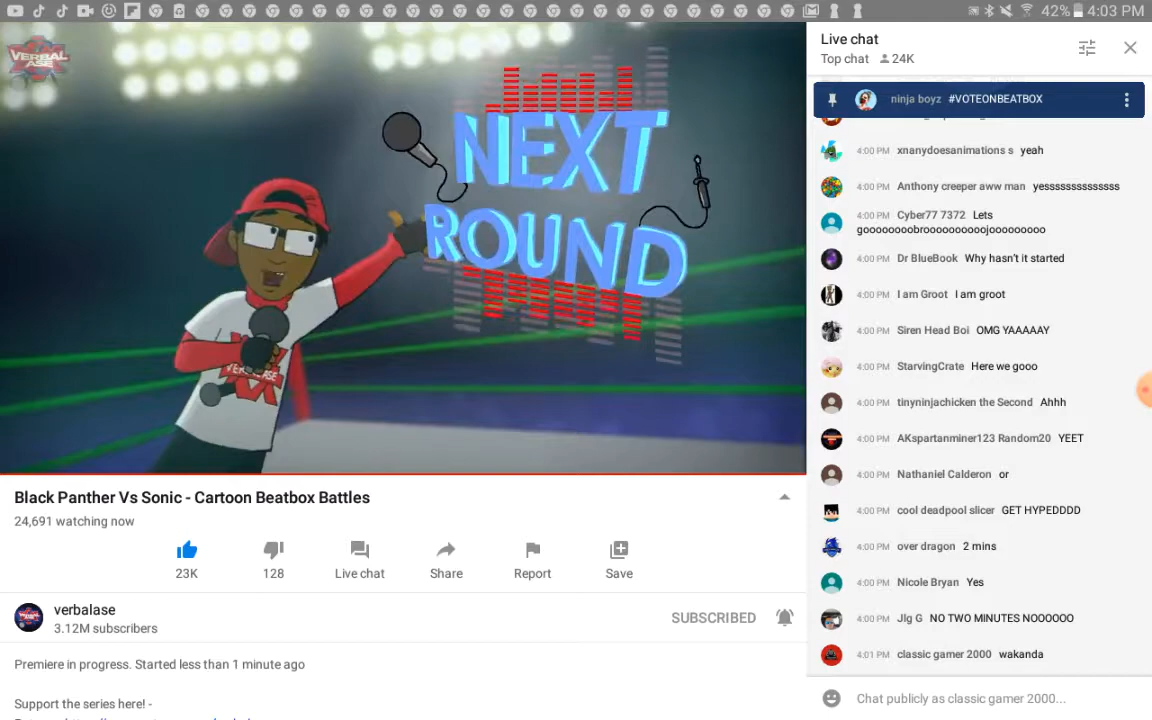 42% 4:03 PM
VERBAL
ASE
NEXT
ROUND
VERBALASE
Live chat
Top chat 24K
ninja boyz #VOTEONBEATBOX
4:00 PM xnanydoesanimations s yeah
4:00 PM Anthony creeper aww man yesssssssssssssss
4:00 PM Cyber77 7372 Lets
goooooooobroooooooooojooooooooo
4:00 PM Dr BlueBook Why hasn't it started
4:00 PM I am Groot I am groot
4:00 PM Siren Head Boi OMG YAAAAAY
4:00 PM StarvingCrate Here we gooo
4:00 PM tinyninjachicken the Second Ahhh
4:00 PM AKspartanminer123 Random20 YEET
4:00 PM Nathaniel Calderon or
4:00 PM cool deadpool slicer GET HYPEDDDD
4:00 PM over dragon 2 mins
4:00 PM Nicole Bryan Yes
4:00 PM Jlg G NO TWO MINUTES NOOOOOO
4:01 PM classic gamer 2000 wakanda
Chat publicly as classic gamer 2000...
Black Panther Vs Sonic - Cartoon Beatbox Battles
24,691 watching now
23K 128 Live chat Share Report Save
verbalase
3.12M subscribers
SUBSCRIBED
Premiere in progress. Started less than 1 minute ago
Support the series here! -